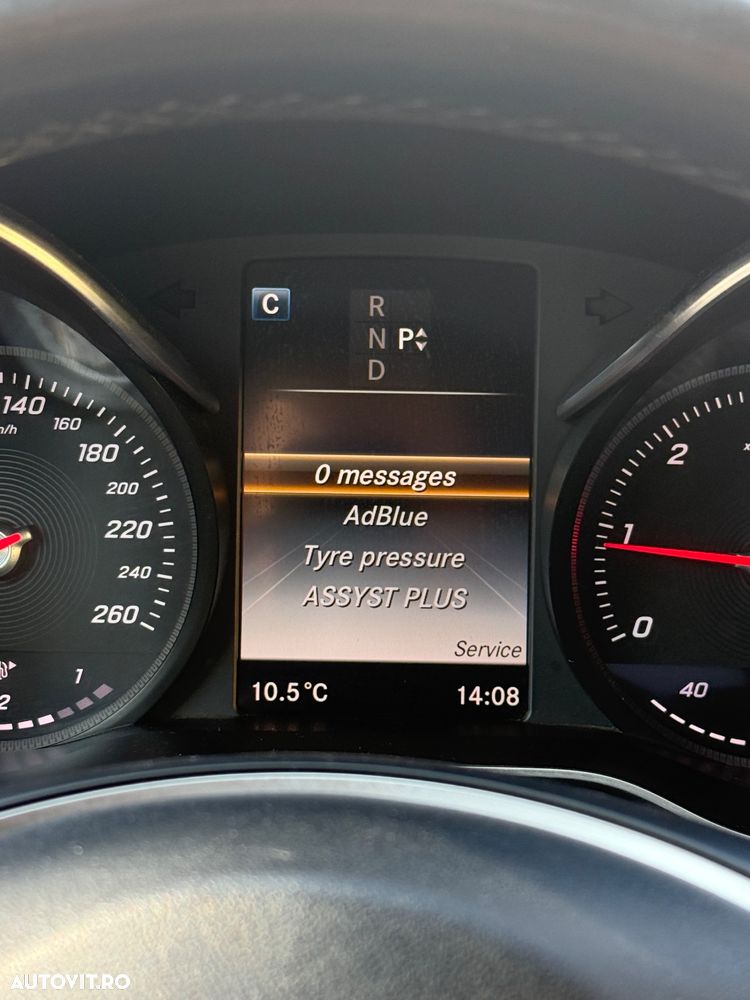 C
R
N P
D
140
160
m/h
180
200
220
240
260
1
2
0 messages
AdBlue
Tyre pressure
ASSYST PLUS
Service
10.5°C
14:08
2
x
1
0
40
AUTOVIT.RO